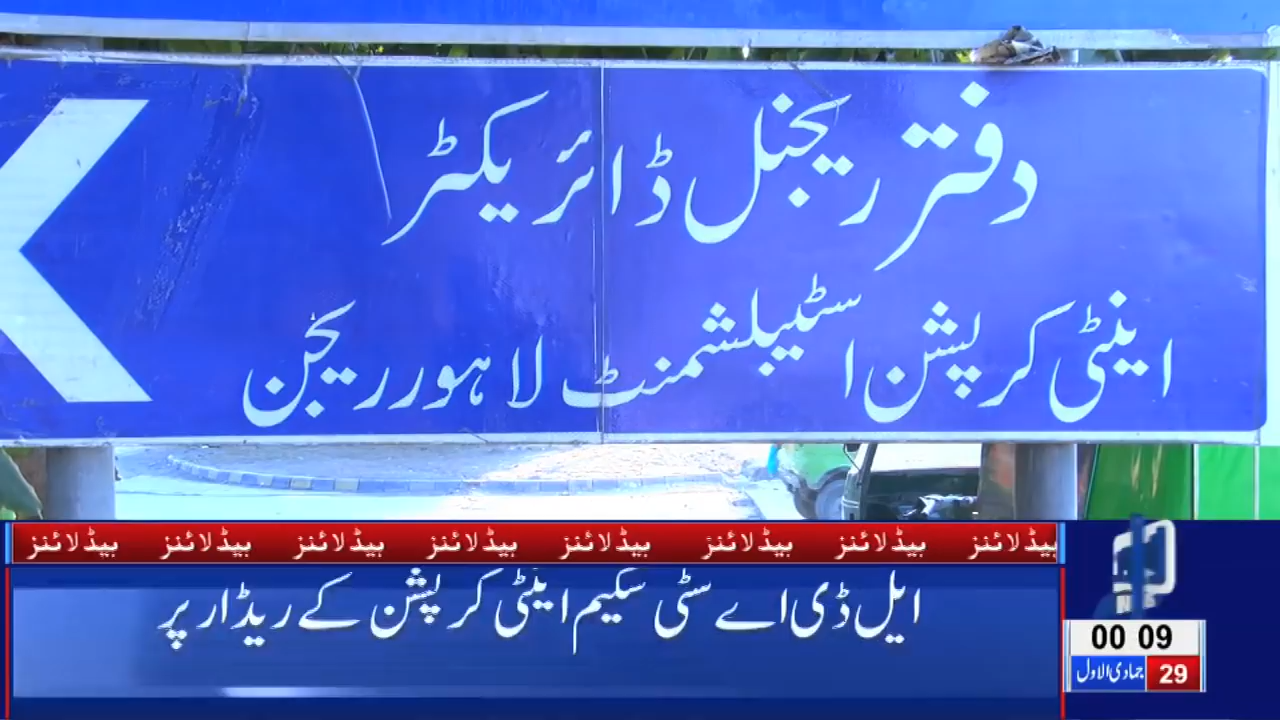 دفتر ریجنل ڈائریکٹر
اینٹی کرپشن اسٹیبلشمنٹ لاہور ریجن
ہیڈلائنز ہیڈلائنز ہیڈلائنز ہیڈلائنز ہیڈلائنز ہیڈلائنز ہیڈلائنز ہیڈلائنز
ایل ڈی اے سٹی سکیم اینٹی کرپشن کے ریڈار پر
00 09
29 جمادی الاول